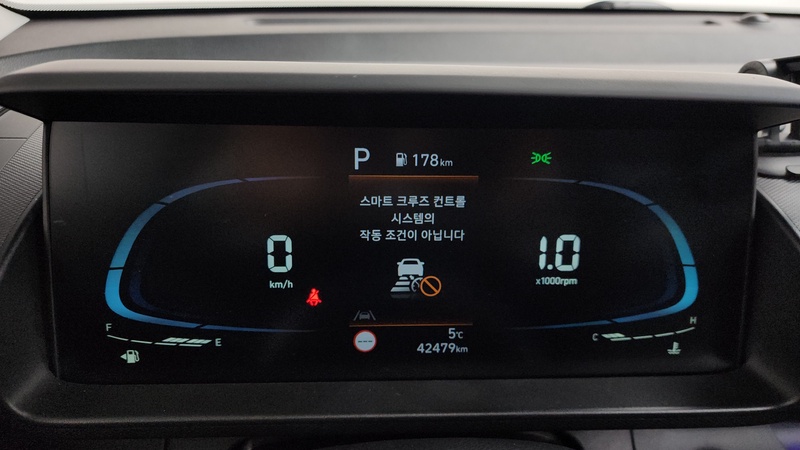 P 178km
스마트 크루즈 컨트롤
시스템의
작동 조건이 아닙니다
0
km/h
1.0
x1000rpm
F E
C H
---
5℃
42479km